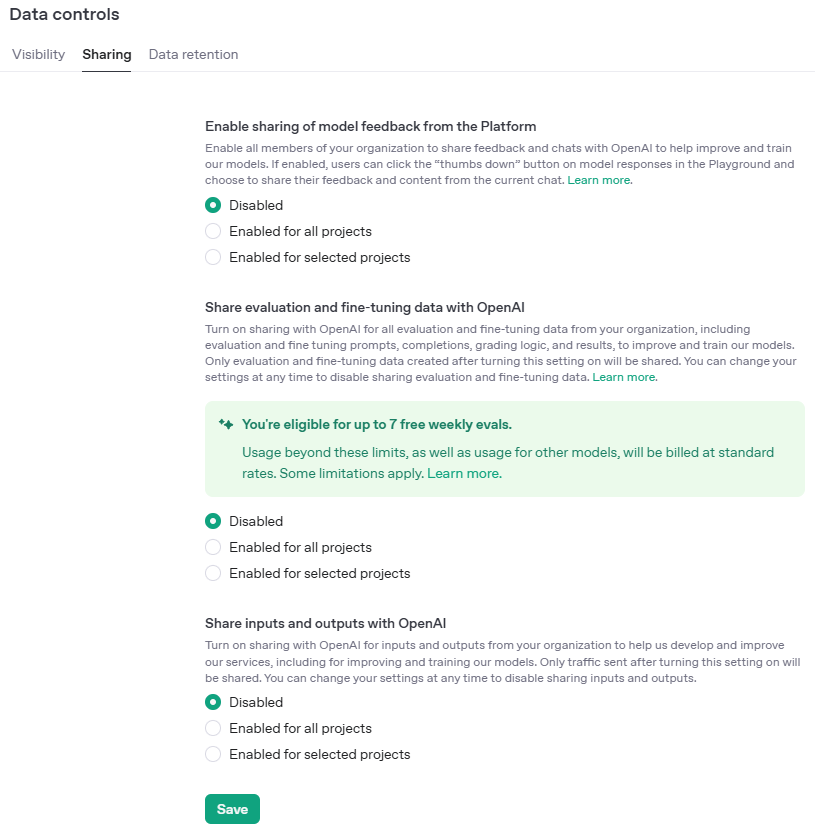 Data controls
Visibility Sharing Data retention
Enable sharing of model feedback from the Platform
Enable all members of your organization to share feedback and chats with OpenAI to help improve and train
our models. If enabled, users can click the “thumbs down” button on model responses in the Playground and
choose to share their feedback and content from the current chat. Learn more.
Disabled
Enabled for all projects
Enabled for selected projects
Share evaluation and fine-tuning data with OpenAI
Turn on sharing with OpenAI for all evaluation and fine-tuning data from your organization, including
evaluation and fine tuning prompts, completions, grading logic, and results, to improve and train our models.
Only evaluation and fine-tuning data created after turning this setting on will be shared. You can change your
settings at any time to disable sharing evaluation and fine-tuning data. Learn more.
You're eligible for up to 7 free weekly evals.
Usage beyond these limits, as well as usage for other models, will be billed at standard
rates. Some limitations apply. Learn more.
Disabled
Enabled for all projects
Enabled for selected projects
Share inputs and outputs with OpenAI
Turn on sharing with OpenAI for inputs and outputs from your organization to help us develop and improve
our services, including for improving and training our models. Only traffic sent after turning this setting on will
be shared. You can change your settings at any time to disable sharing inputs and outputs.
Disabled
Enabled for all projects
Enabled for selected projects
Save